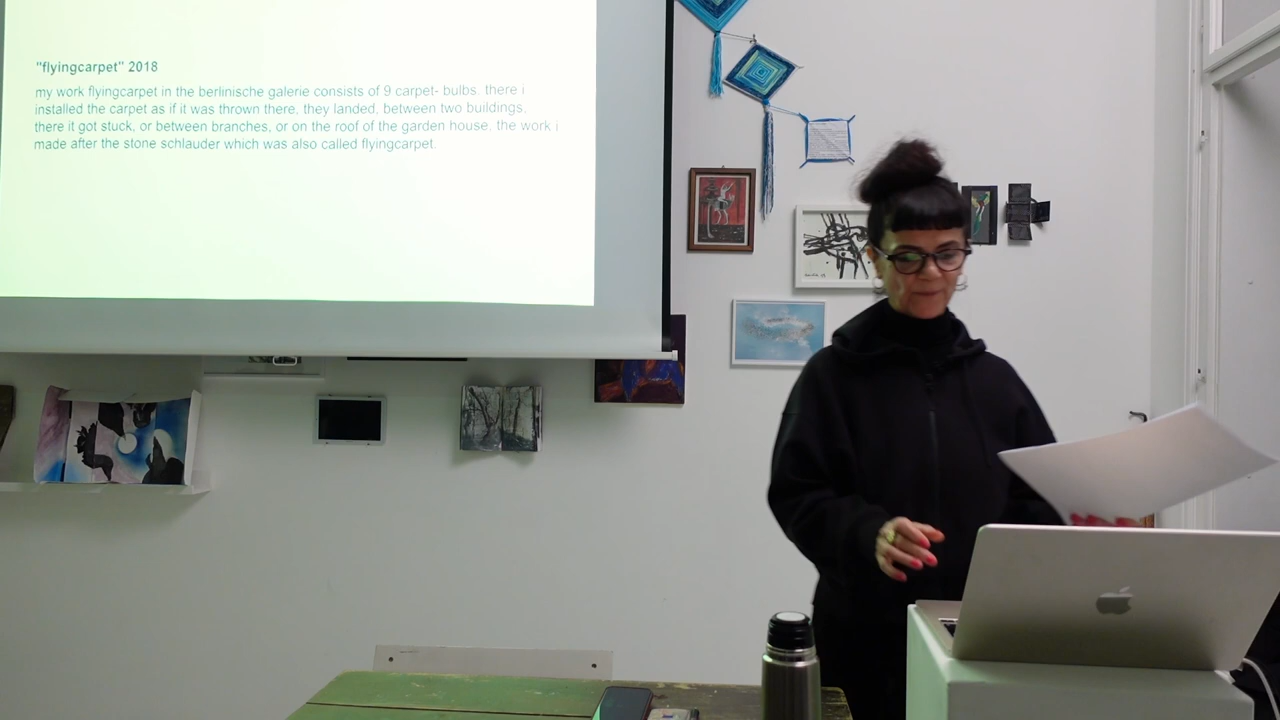 "flyingcarpet" 2018
my work flyingcarpet in the berlinische galerie consists of 9 carpet- bulbs. there i
installed the carpet as if it was thrown there, they landed, between two buildings,
there it got stuck, or between branches, or on the roof of the garden house. the work i
made after the stone schlauder which was also called flyingcarpet.